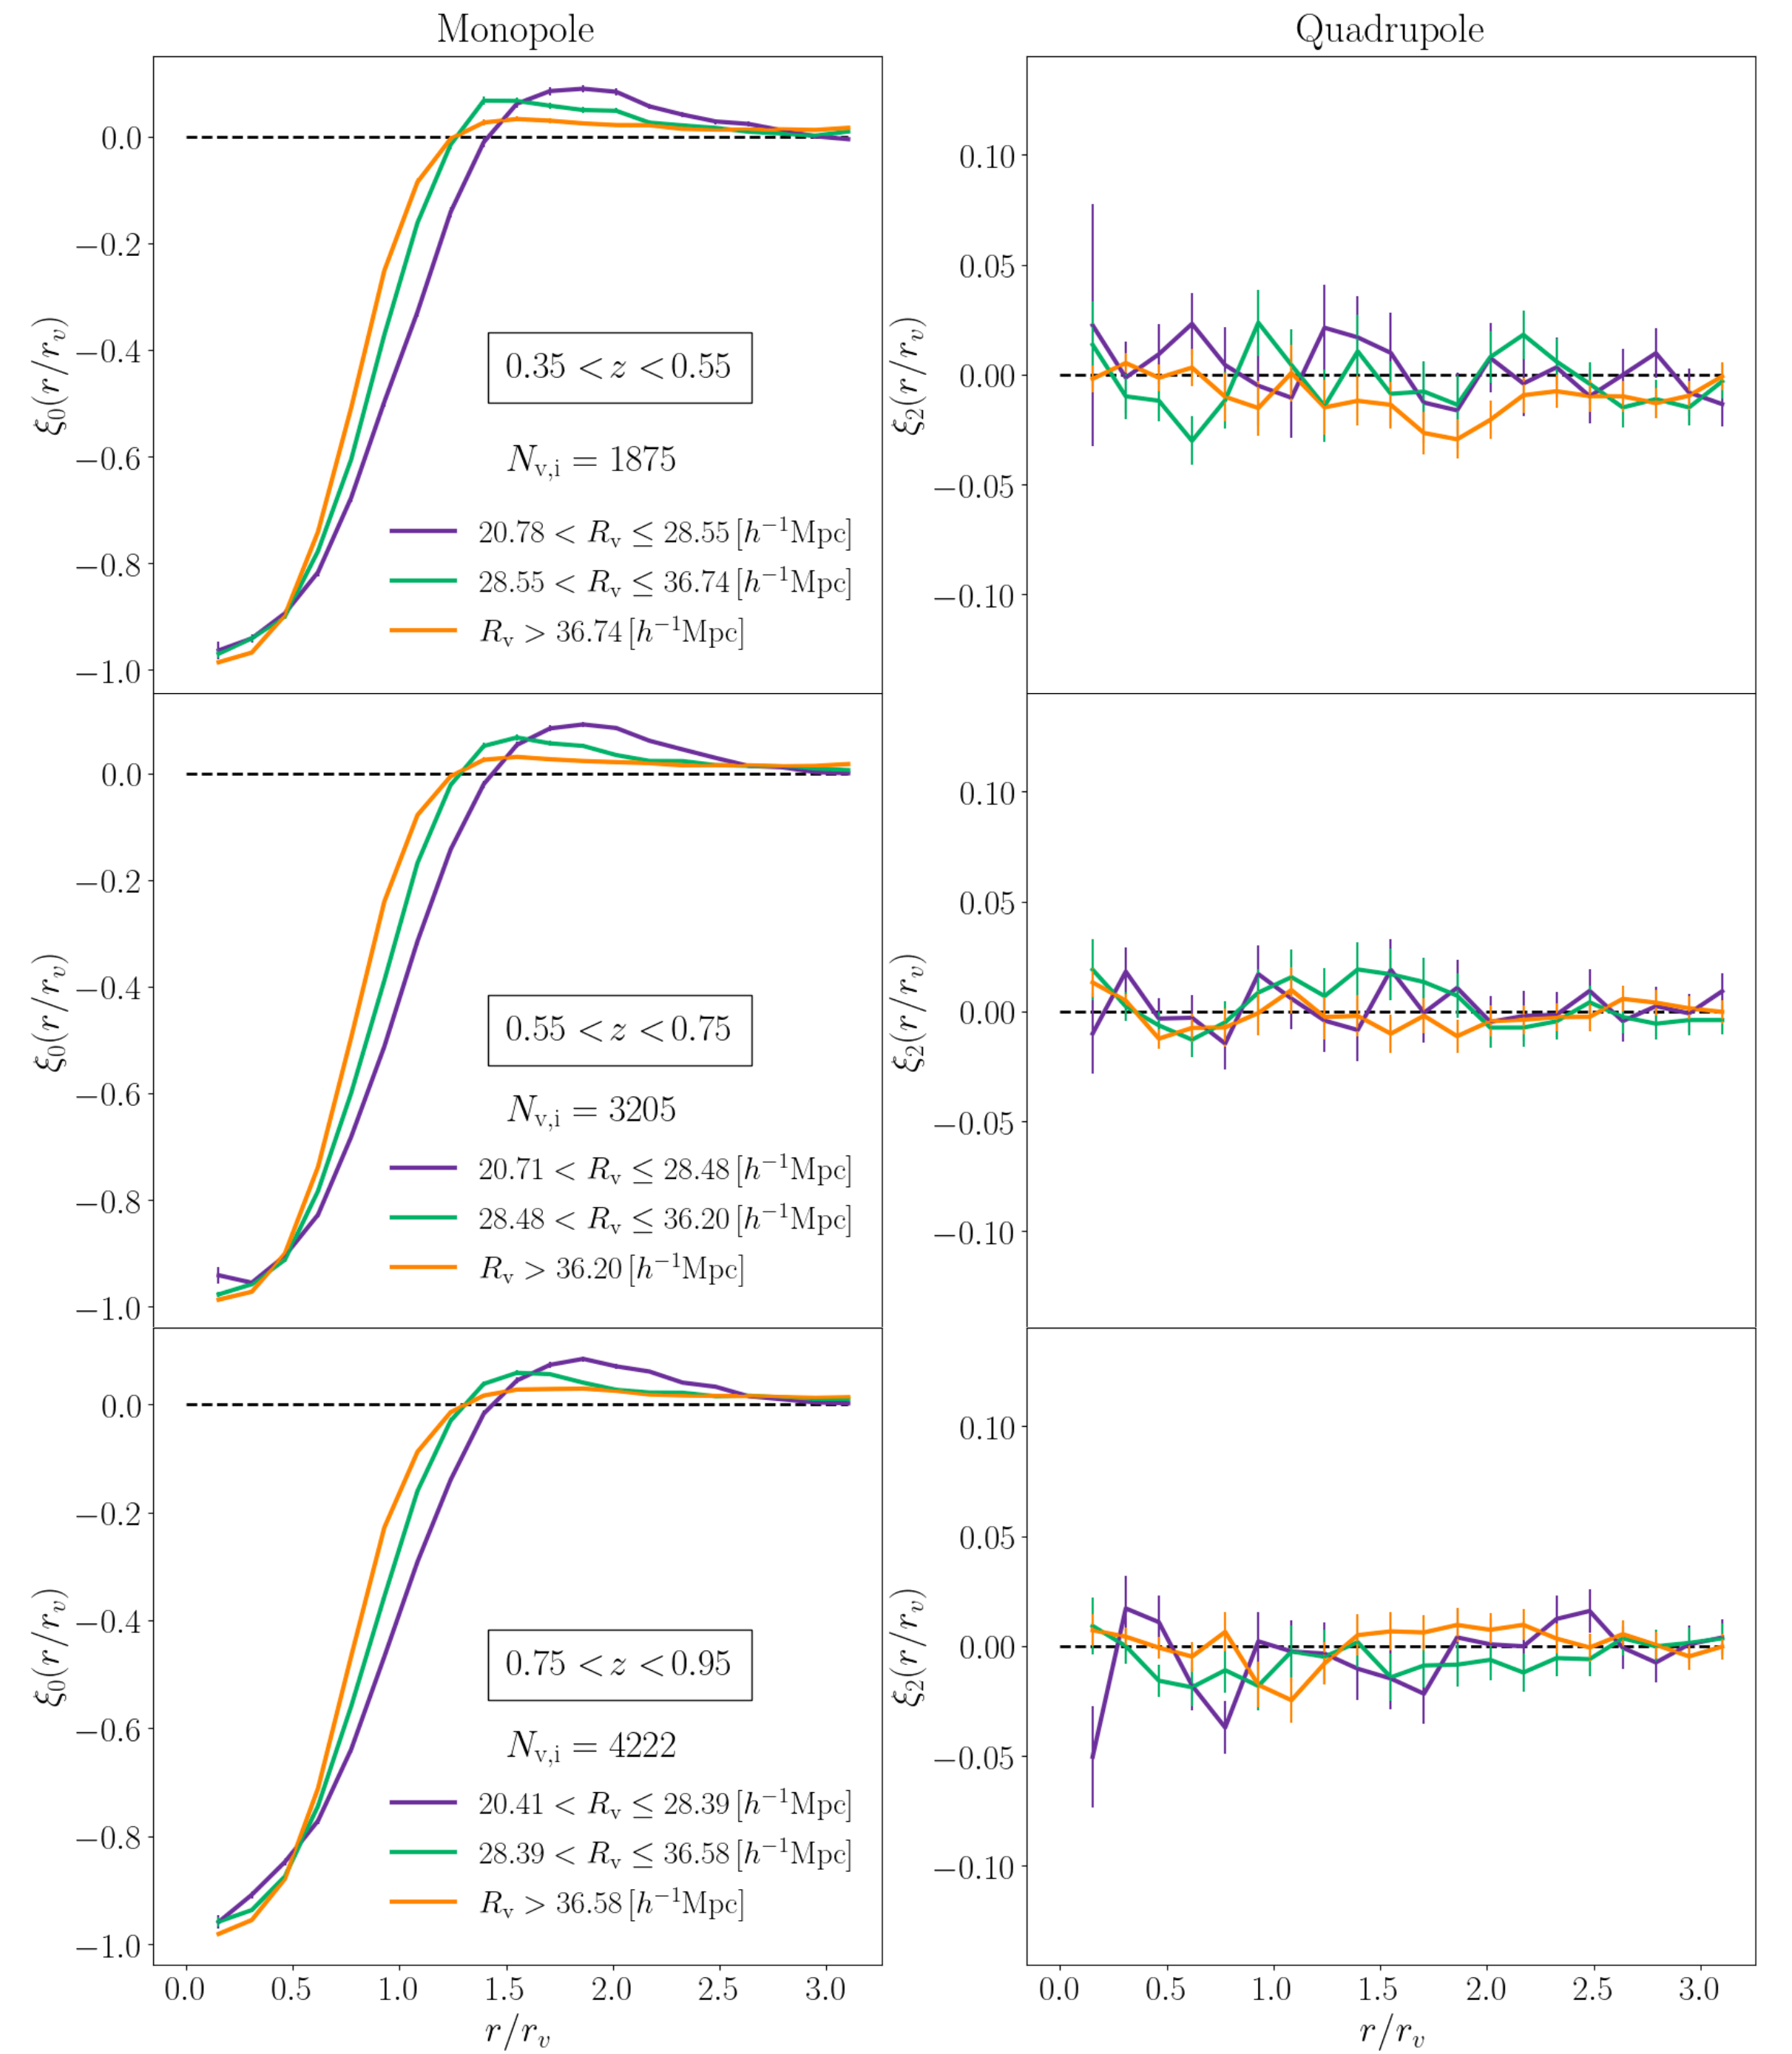 Monopole
Quadrupole
0.0
−0.2
−0.4
−0.6
−0.8
−1.0
ξ₀(r/rᵥ)
0.35 < z < 0.55
Nᵥ,ᵢ = 1875
20.78 < Rᵥ ≤ 28.55 [h⁻¹Mpc]
28.55 < Rᵥ ≤ 36.74 [h⁻¹Mpc]
Rᵥ > 36.74 [h⁻¹Mpc]
0.10
0.05
0.00
−0.05
−0.10
ξ₂(r/rᵥ)
0.0
−0.2
−0.4
−0.6
−0.8
−1.0
ξ₀(r/rᵥ)
0.55 < z < 0.75
Nᵥ,ᵢ = 3205
20.71 < Rᵥ ≤ 28.48 [h⁻¹Mpc]
28.48 < Rᵥ ≤ 36.20 [h⁻¹Mpc]
Rᵥ > 36.20 [h⁻¹Mpc]
0.10
0.05
0.00
−0.05
−0.10
ξ₂(r/rᵥ)
0.0
−0.2
−0.4
−0.6
−0.8
−1.0
ξ₀(r/rᵥ)
0.75 < z < 0.95
Nᵥ,ᵢ = 4222
20.41 < Rᵥ ≤ 28.39 [h⁻¹Mpc]
28.39 < Rᵥ ≤ 36.58 [h⁻¹Mpc]
Rᵥ > 36.58 [h⁻¹Mpc]
0.0 0.5 1.0 1.5 2.0 2.5 3.0
r/rᵥ
0.10
0.05
0.00
−0.05
−0.10
ξ₂(r/rᵥ)
0.0 0.5 1.0 1.5 2.0 2.5 3.0
r/rᵥ